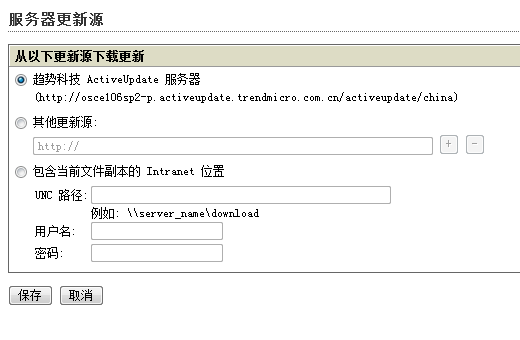 服务器更新源
从以下更新源下载更新
趋势科技 ActiveUpdate 服务器
(http://osce106sp2-p.activeupdate.trendmicro.com.cn/activeupdate/china)
其他更新源:
http:// + -
包含当前文件副本的 Intranet 位置
UNC 路径:
例如: \\server_name\download
用户名:
密码:
保存 取消